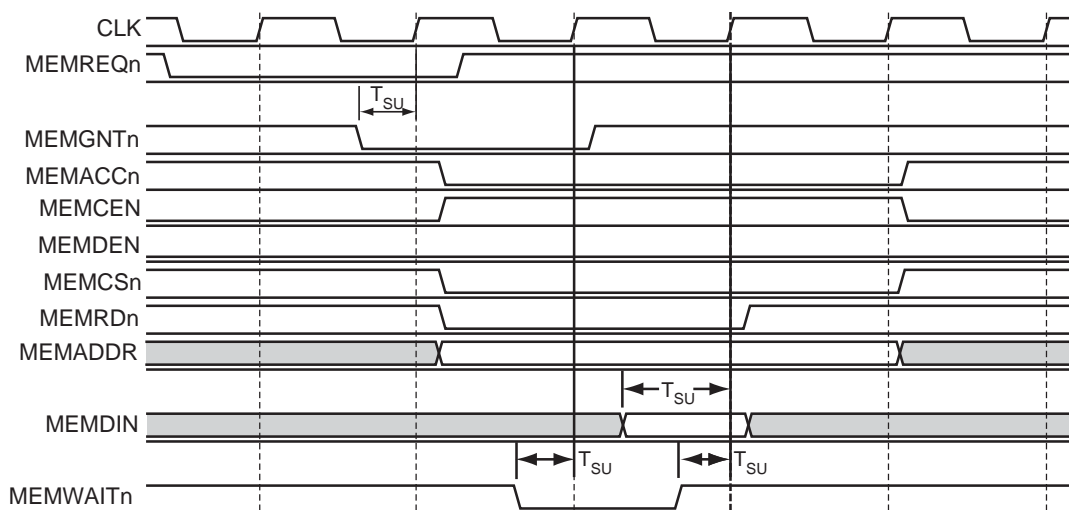 CLK
MEMREQn
TSU
MEMGNTn
MEMACCn
MEMCEN
MEMDEN
MEMCSn
MEMRDn
MEMADDR
TSU
MEMDIN
TSU TSU
MEMWAITn